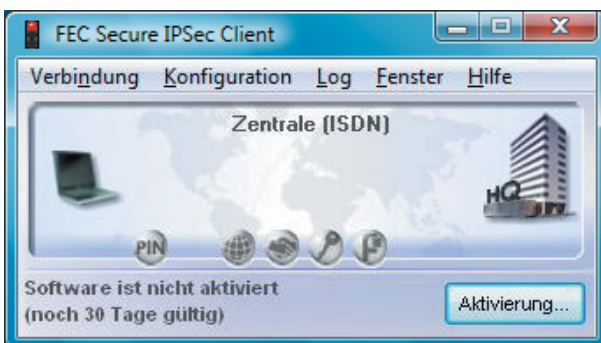 FEC Secure IPSec Client
Verbindung Konfiguration Log Fenster Hilfe
Zentrale (ISDN)
HQ
PIN
Software ist nicht aktiviert
(noch 30 Tage gültig)
Aktivierung...